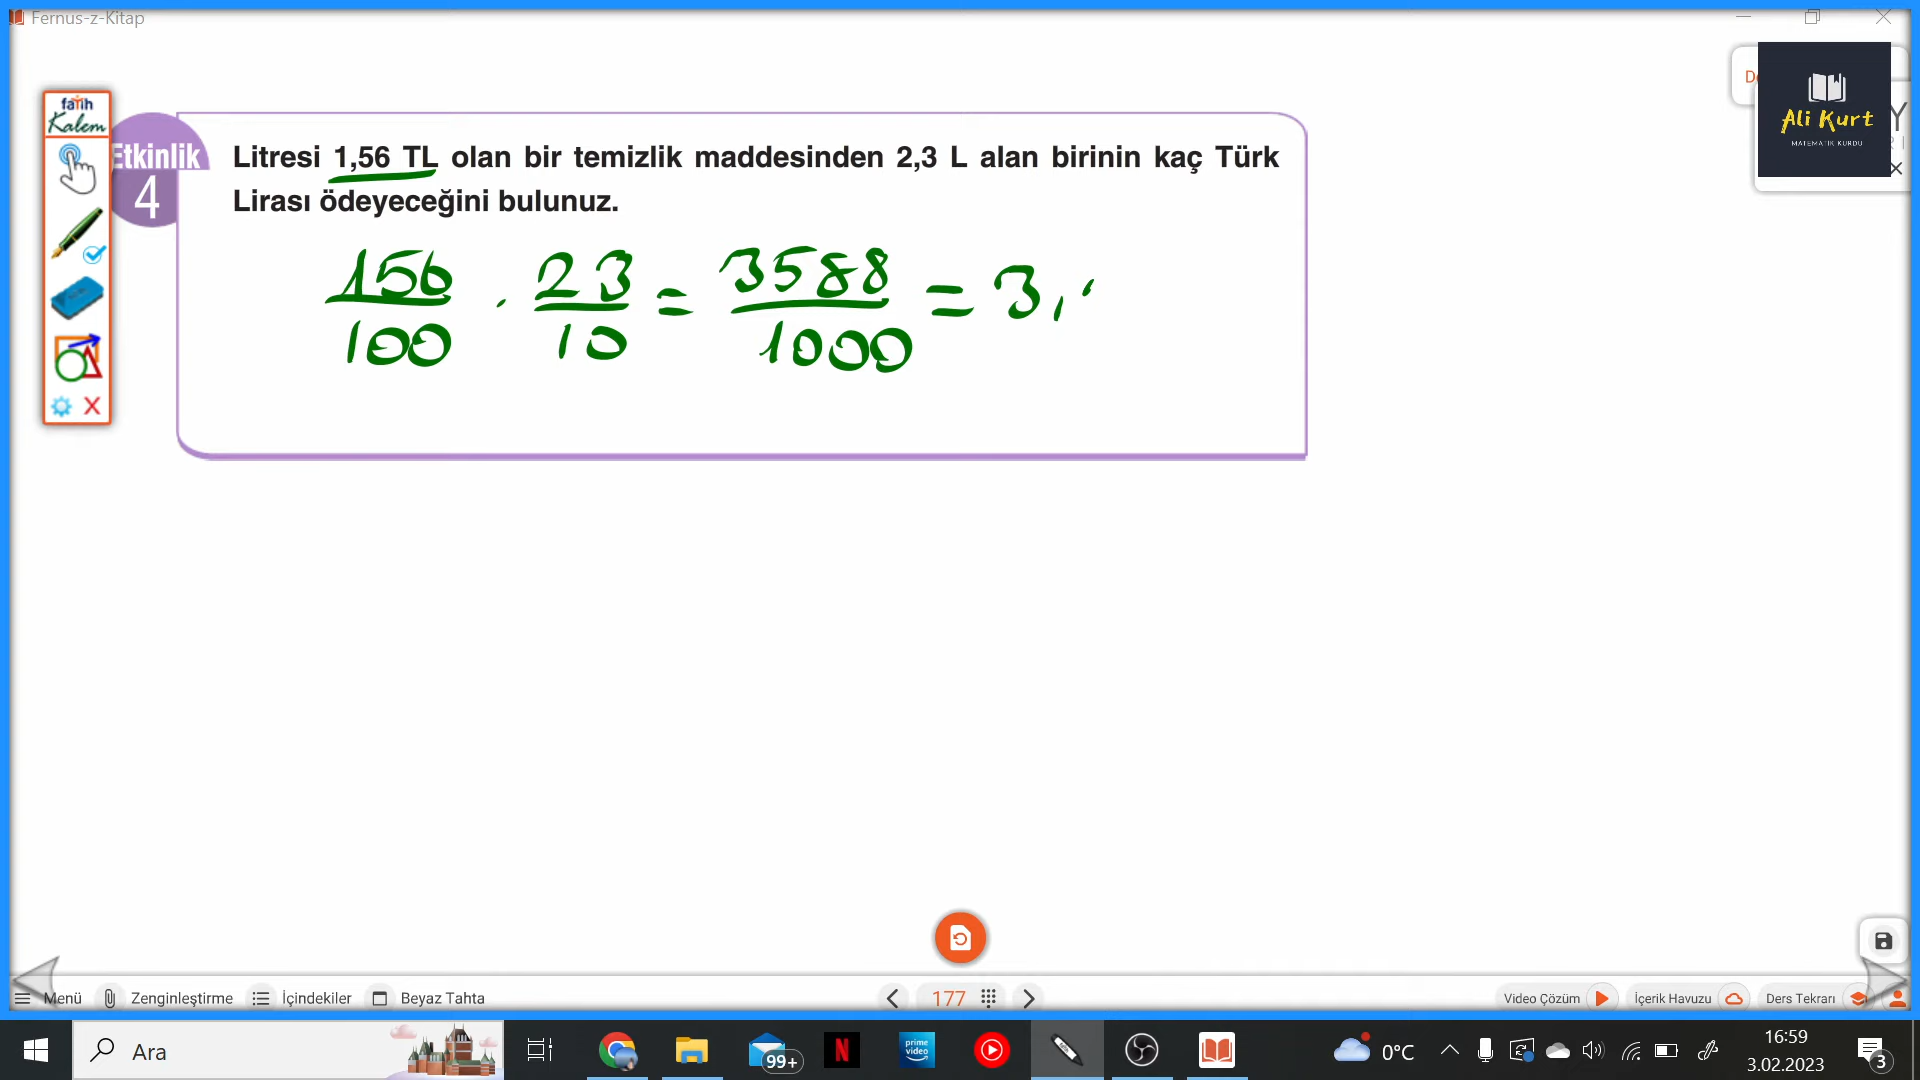 Fernus-z-Kitap
fatih
Kalem
Etkinlik
4
Litresi 1,56 TL olan bir temizlik maddesinden 2,3 L alan birinin kaç Türk
Lirası ödeyeceğini bulunuz.
156/100 · 23/10 = 3588/1000 = 3,
Ali Kurt
MATEMATİK KURDU
Menü
Zenginleştirme
İçindekiler
Beyaz Tahta
177
Video Çözüm
İçerik Havuzu
Ders Tekrarı
Ara
99+
N
prime video
0°C
16:59
3.02.2023
3